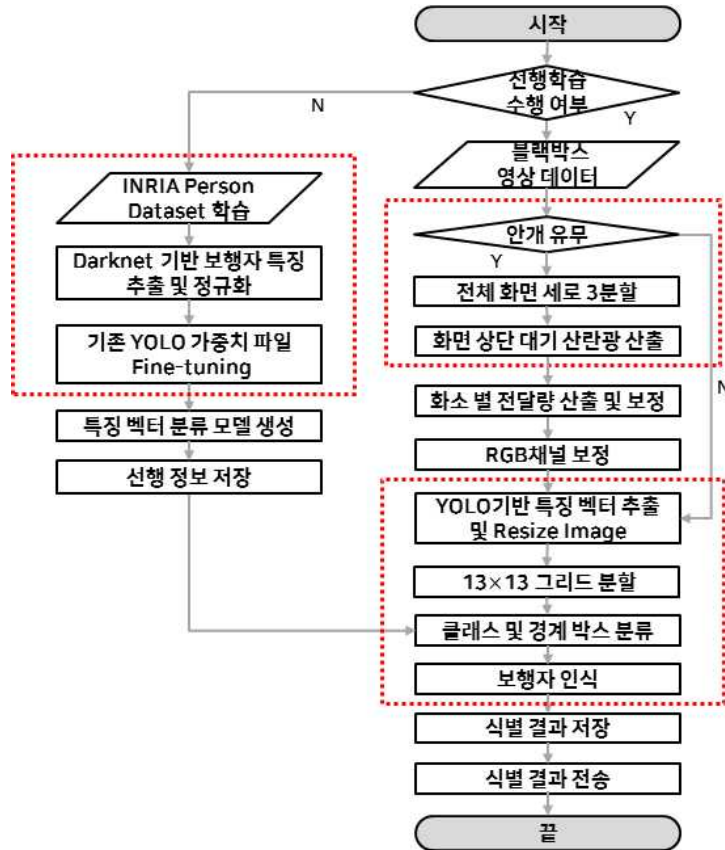 시작
선행학습
수행 여부
N
Y
블랙박스
영상 데이터
INRIA Person
Dataset 학습
안개 유무
Y
Darknet 기반 보행자 특징
추출 및 정규화
전체 화면 세로 3분할
기존 YOLO 가중치 파일
Fine-tuning
화면 상단 대기 산란광 산출
N
특징 벡터 분류 모델 생성
화소 별 전달량 산출 및 보정
선행 정보 저장
RGB채널 보정
YOLO기반 특징 벡터 추출
및 Resize Image
13×13 그리드 분할
클래스 및 경계 박스 분류
보행자 인식
식별 결과 저장
식별 결과 전송
끝